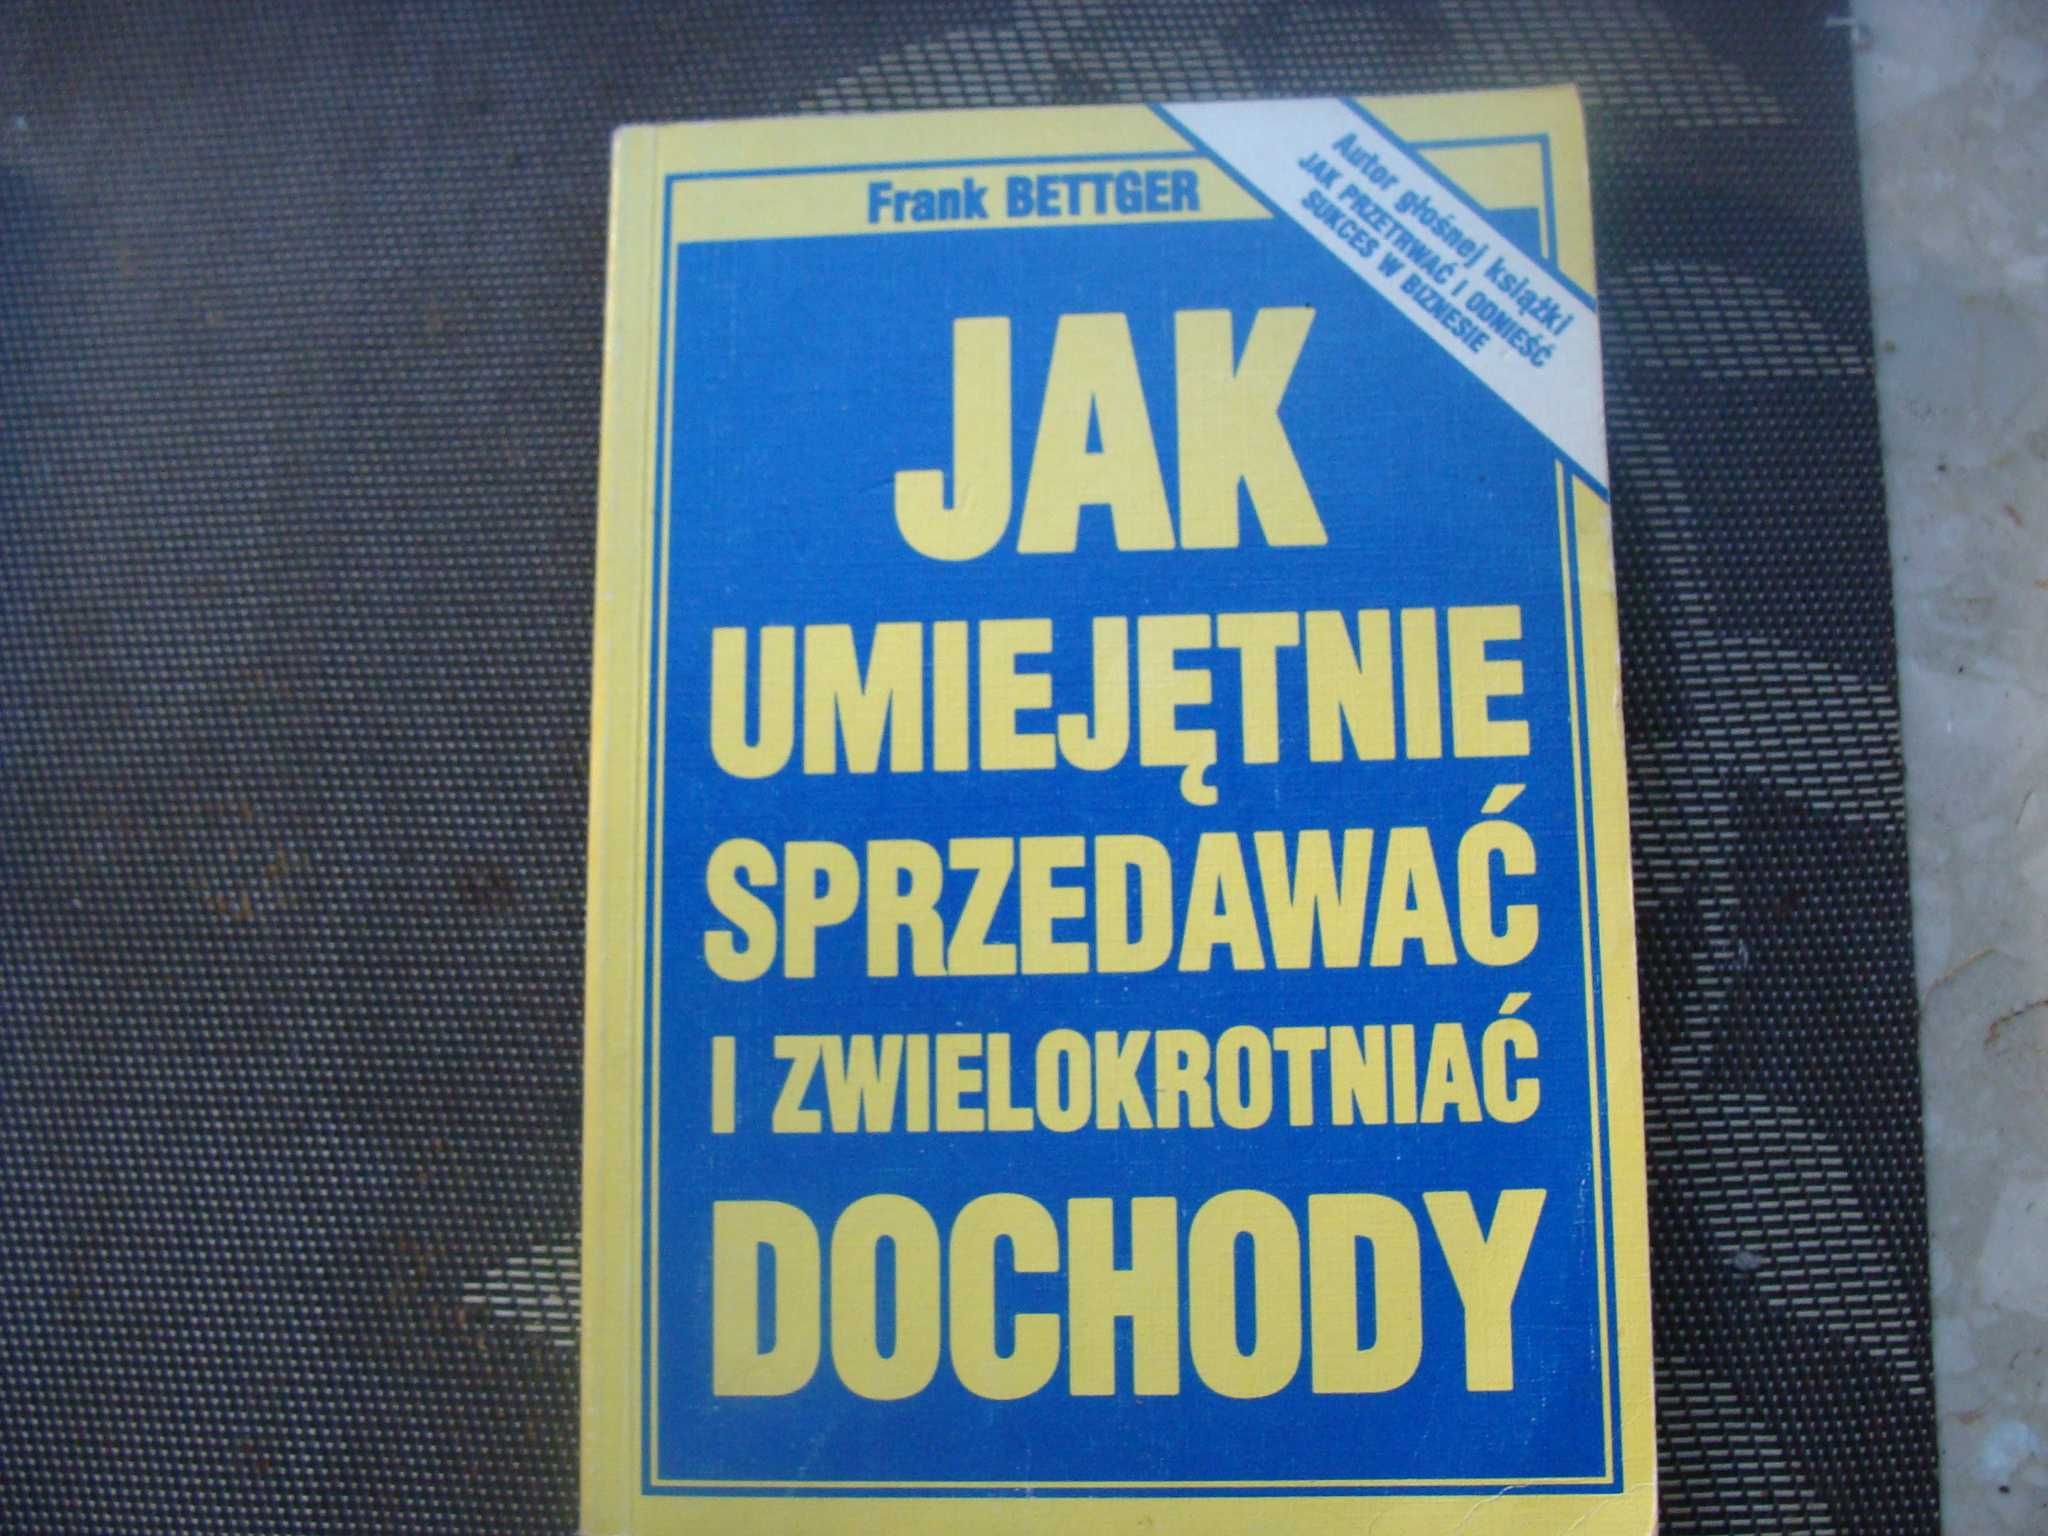 Frank BETTGER
Autor głośnej książki
JAK PRZETRWAĆ I ODNIEŚĆ
SUKCES W BIZNESIE
JAK
UMIEJĘTNIE
SPRZEDAWAĆ
I ZWIELOKROTNIAĆ
DOCHODY